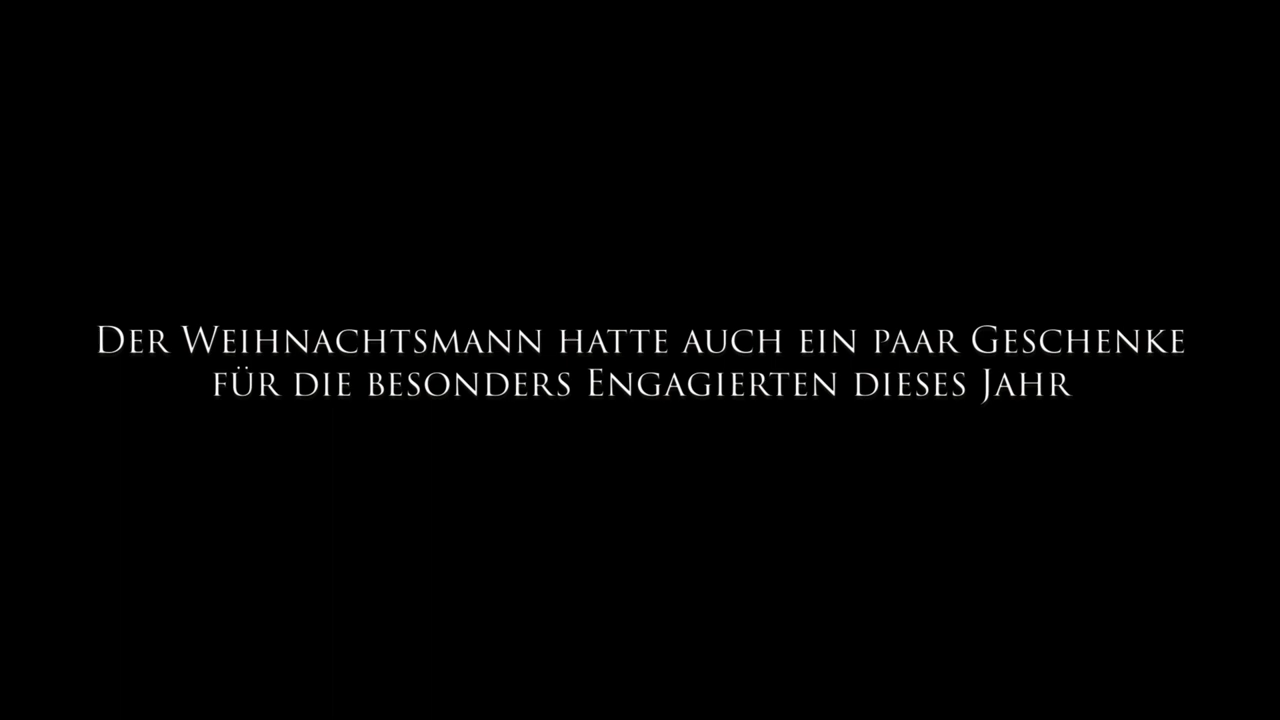 Der Weihnachtsmann hatte auch ein paar Geschenke
für die besonders Engagierten dieses Jahr